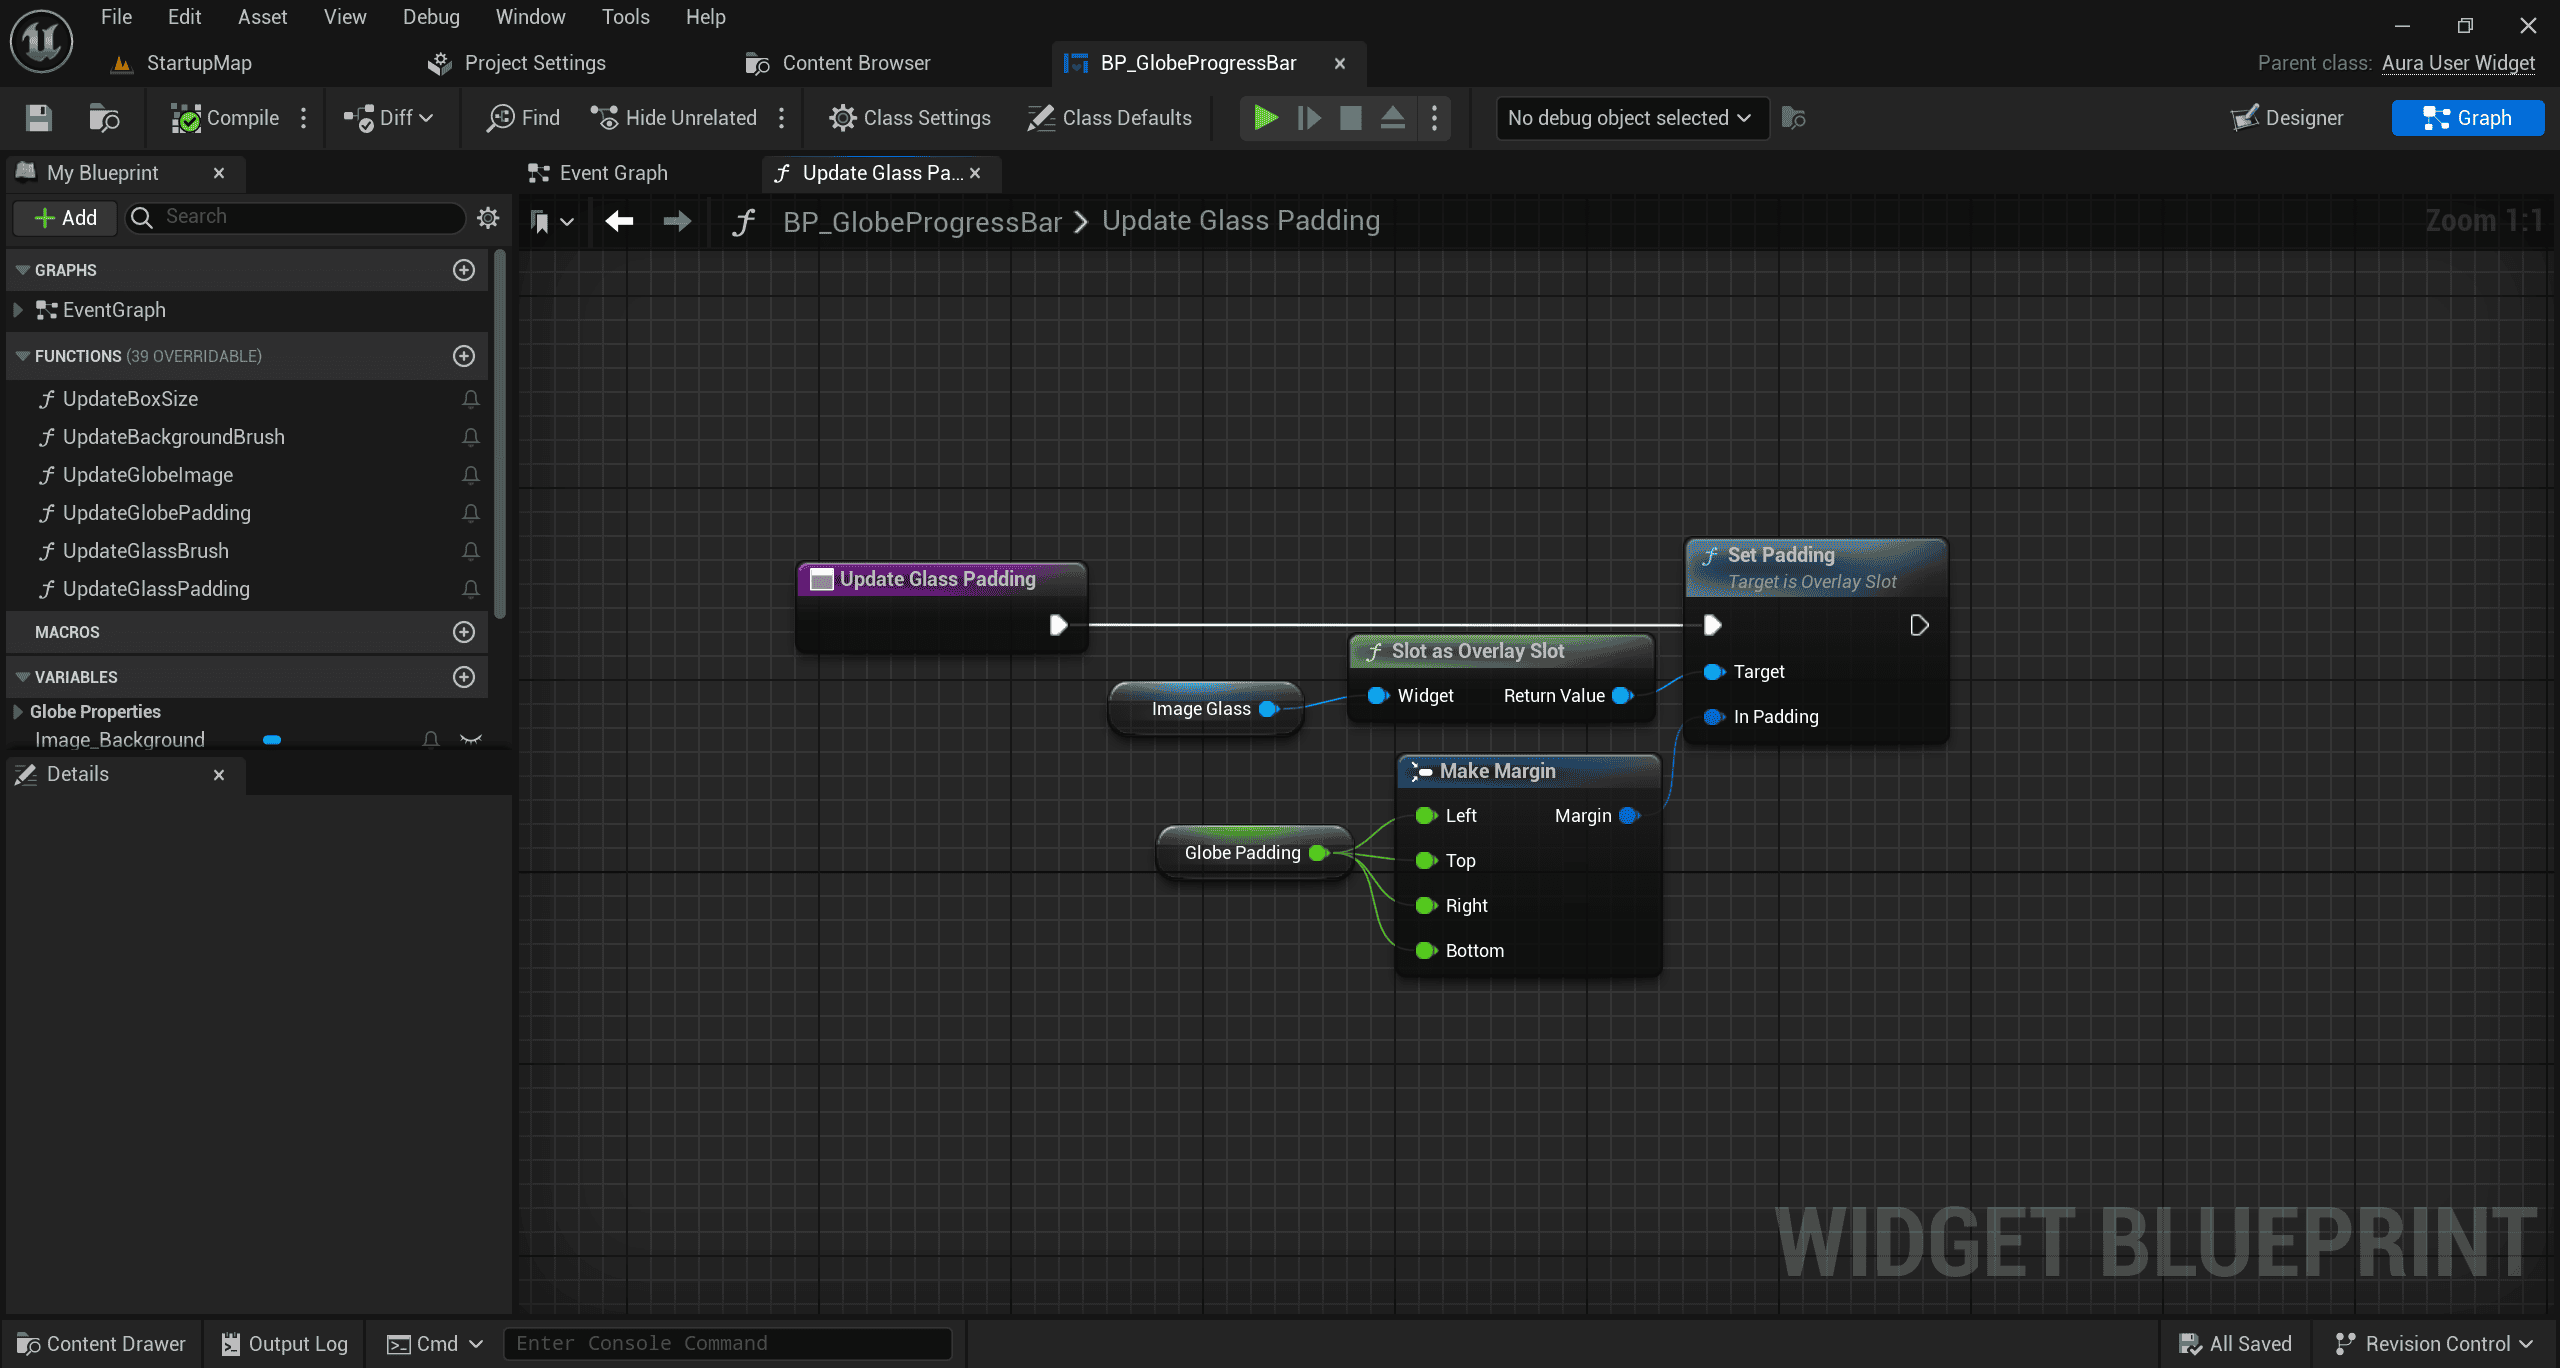 File Edit Asset View Debug Window Tools Help
StartupMap Project Settings Content Browser BP_GlobeProgressBar Parent class: Aura User Widget
Compile Diff Find Hide Unrelated Class Settings Class Defaults No debug object selected Designer Graph
My Blueprint Event Graph Update Glass Pa...
Add Search BP_GlobeProgressBar > Update Glass Padding Zoom 1:1
GRAPHS
EventGraph
FUNCTIONS (39 OVERRIDABLE)
UpdateBoxSize
UpdateBackgroundBrush
UpdateGlobeImage
UpdateGlobePadding
UpdateGlassBrush
UpdateGlassPadding
MACROS
VARIABLES
Globe Properties
Image_Background
Details
Update Glass Padding
Set Padding
Target is Overlay Slot
Target
In Padding
Slot as Overlay Slot
Widget Return Value
Image Glass
Make Margin
Left Margin
Top
Right
Bottom
Globe Padding
WIDGET BLUEPRINT
Content Drawer Output Log Cmd Enter Console Command All Saved Revision Control